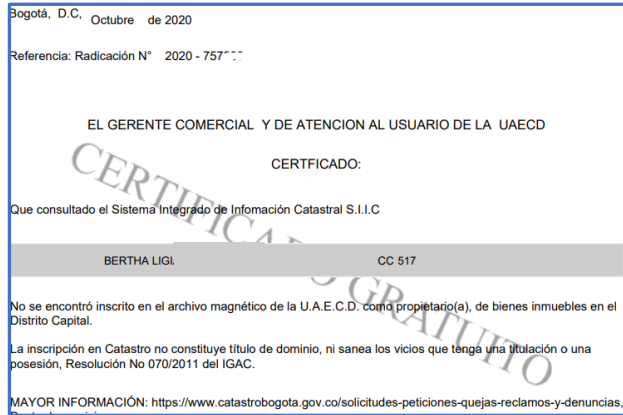 Bogotá, D.C, Octubre de 2020
Referencia: Radicación N° 2020 - 757
EL GERENTE COMERCIAL Y DE ATENCION AL USUARIO DE LA UAECD
CERTFICADO:
CERTIFICADO GRATUITO
Que consultado el Sistema Integrado de Infomación Catastral S.I.I.C
BERTHA CC 517
No se encontró inscrito en el archivo magnético de la U.A.E.C.D. como propietario(a), de bienes inmuebles en el
Distrito Capital.
La inscripción en Catastro no constituye título de dominio, ni sanea los vicios que tenga una titulación o una
posesión, Resolución No 070/2011 del IGAC.
MAYOR INFORMACIÓN: https://www.catastrobogota.gov.co/solicitudes-peticiones-quejas-reclamos-y-denuncias,